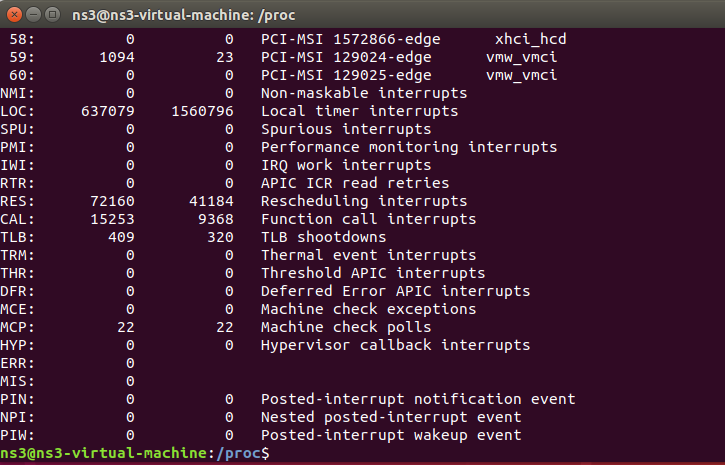 ns3@ns3-virtual-machine: /proc
58: 0 0 PCI-MSI 1572866-edge xhci_hcd
59: 1094 23 PCI-MSI 129024-edge vmw_vmci
60: 0 0 PCI-MSI 129025-edge vmw_vmci
NMI: 0 0 Non-maskable interrupts
LOC: 637079 1560796 Local timer interrupts
SPU: 0 0 Spurious interrupts
PMI: 0 0 Performance monitoring interrupts
IWI: 0 0 IRQ work interrupts
RTR: 0 0 APIC ICR read retries
RES: 72160 41184 Rescheduling interrupts
CAL: 15253 9368 Function call interrupts
TLB: 409 320 TLB shootdowns
TRM: 0 0 Thermal event interrupts
THR: 0 0 Threshold APIC interrupts
DFR: 0 0 Deferred Error APIC interrupts
MCE: 0 0 Machine check exceptions
MCP: 22 22 Machine check polls
HYP: 0 0 Hypervisor callback interrupts
ERR: 0
MIS: 0
PIN: 0 0 Posted-interrupt notification event
NPI: 0 0 Nested posted-interrupt event
PIW: 0 0 Posted-interrupt wakeup event
ns3@ns3-virtual-machine:/proc$